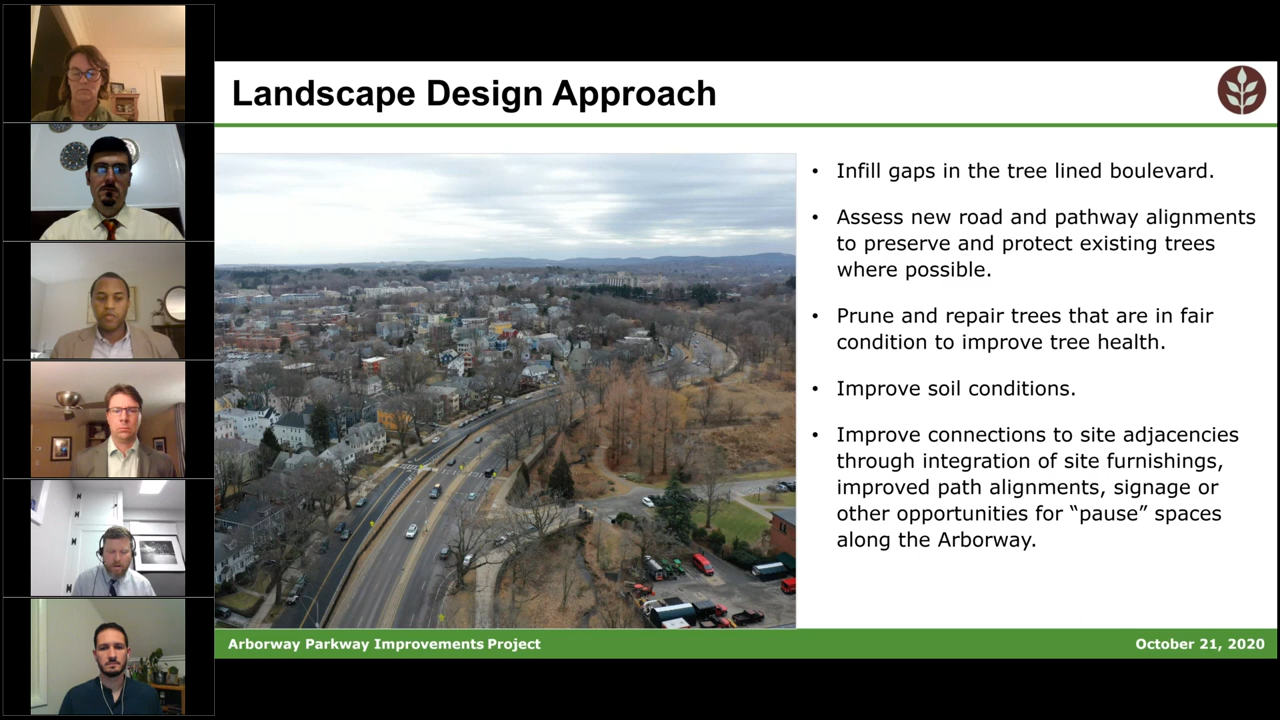 Landscape Design Approach
• Infill gaps in the tree lined boulevard.
• Assess new road and pathway alignments
to preserve and protect existing trees
where possible.
• Prune and repair trees that are in fair
condition to improve tree health.
• Improve soil conditions.
• Improve connections to site adjacencies
through integration of site furnishings,
improved path alignments, signage or
other opportunities for “pause” spaces
along the Arborway.
Arborway Parkway Improvements Project
October 21, 2020